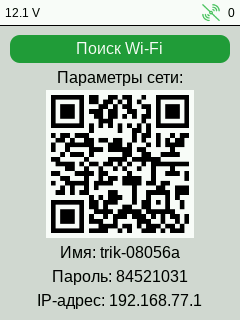 12.1 V 0
Поиск Wi-Fi
Параметры сети:
Имя: trik-08056a
Пароль: 84521031
IP-адрес: 192.168.77.1